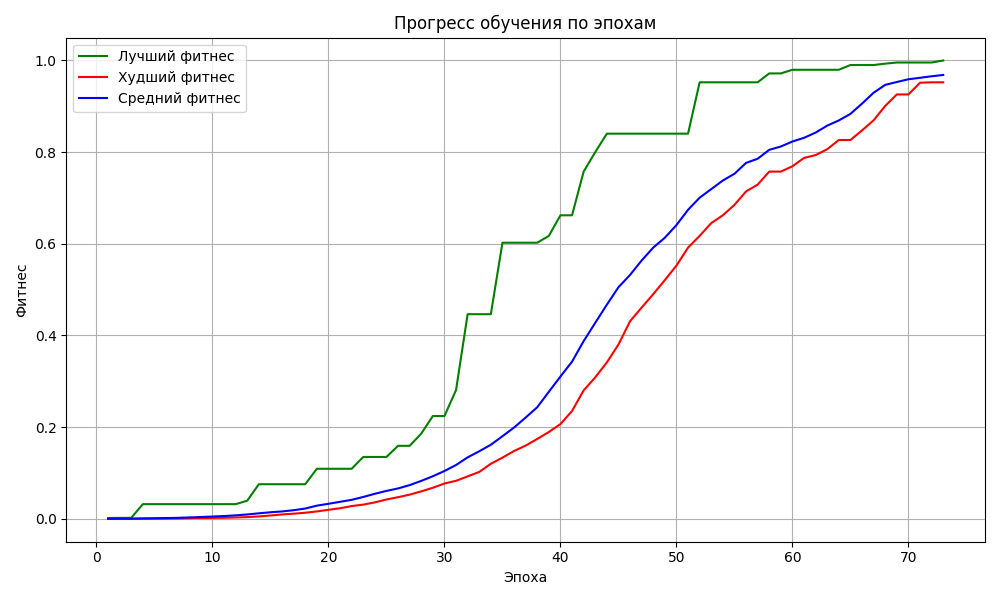 Прогресс обучения по эпохам
Лучший фитнес
Худший фитнес
Средний фитнес
1.0
0.8
0.6
0.4
0.2
0.0
Фитнес
0 10 20 30 40 50 60 70
Эпоха